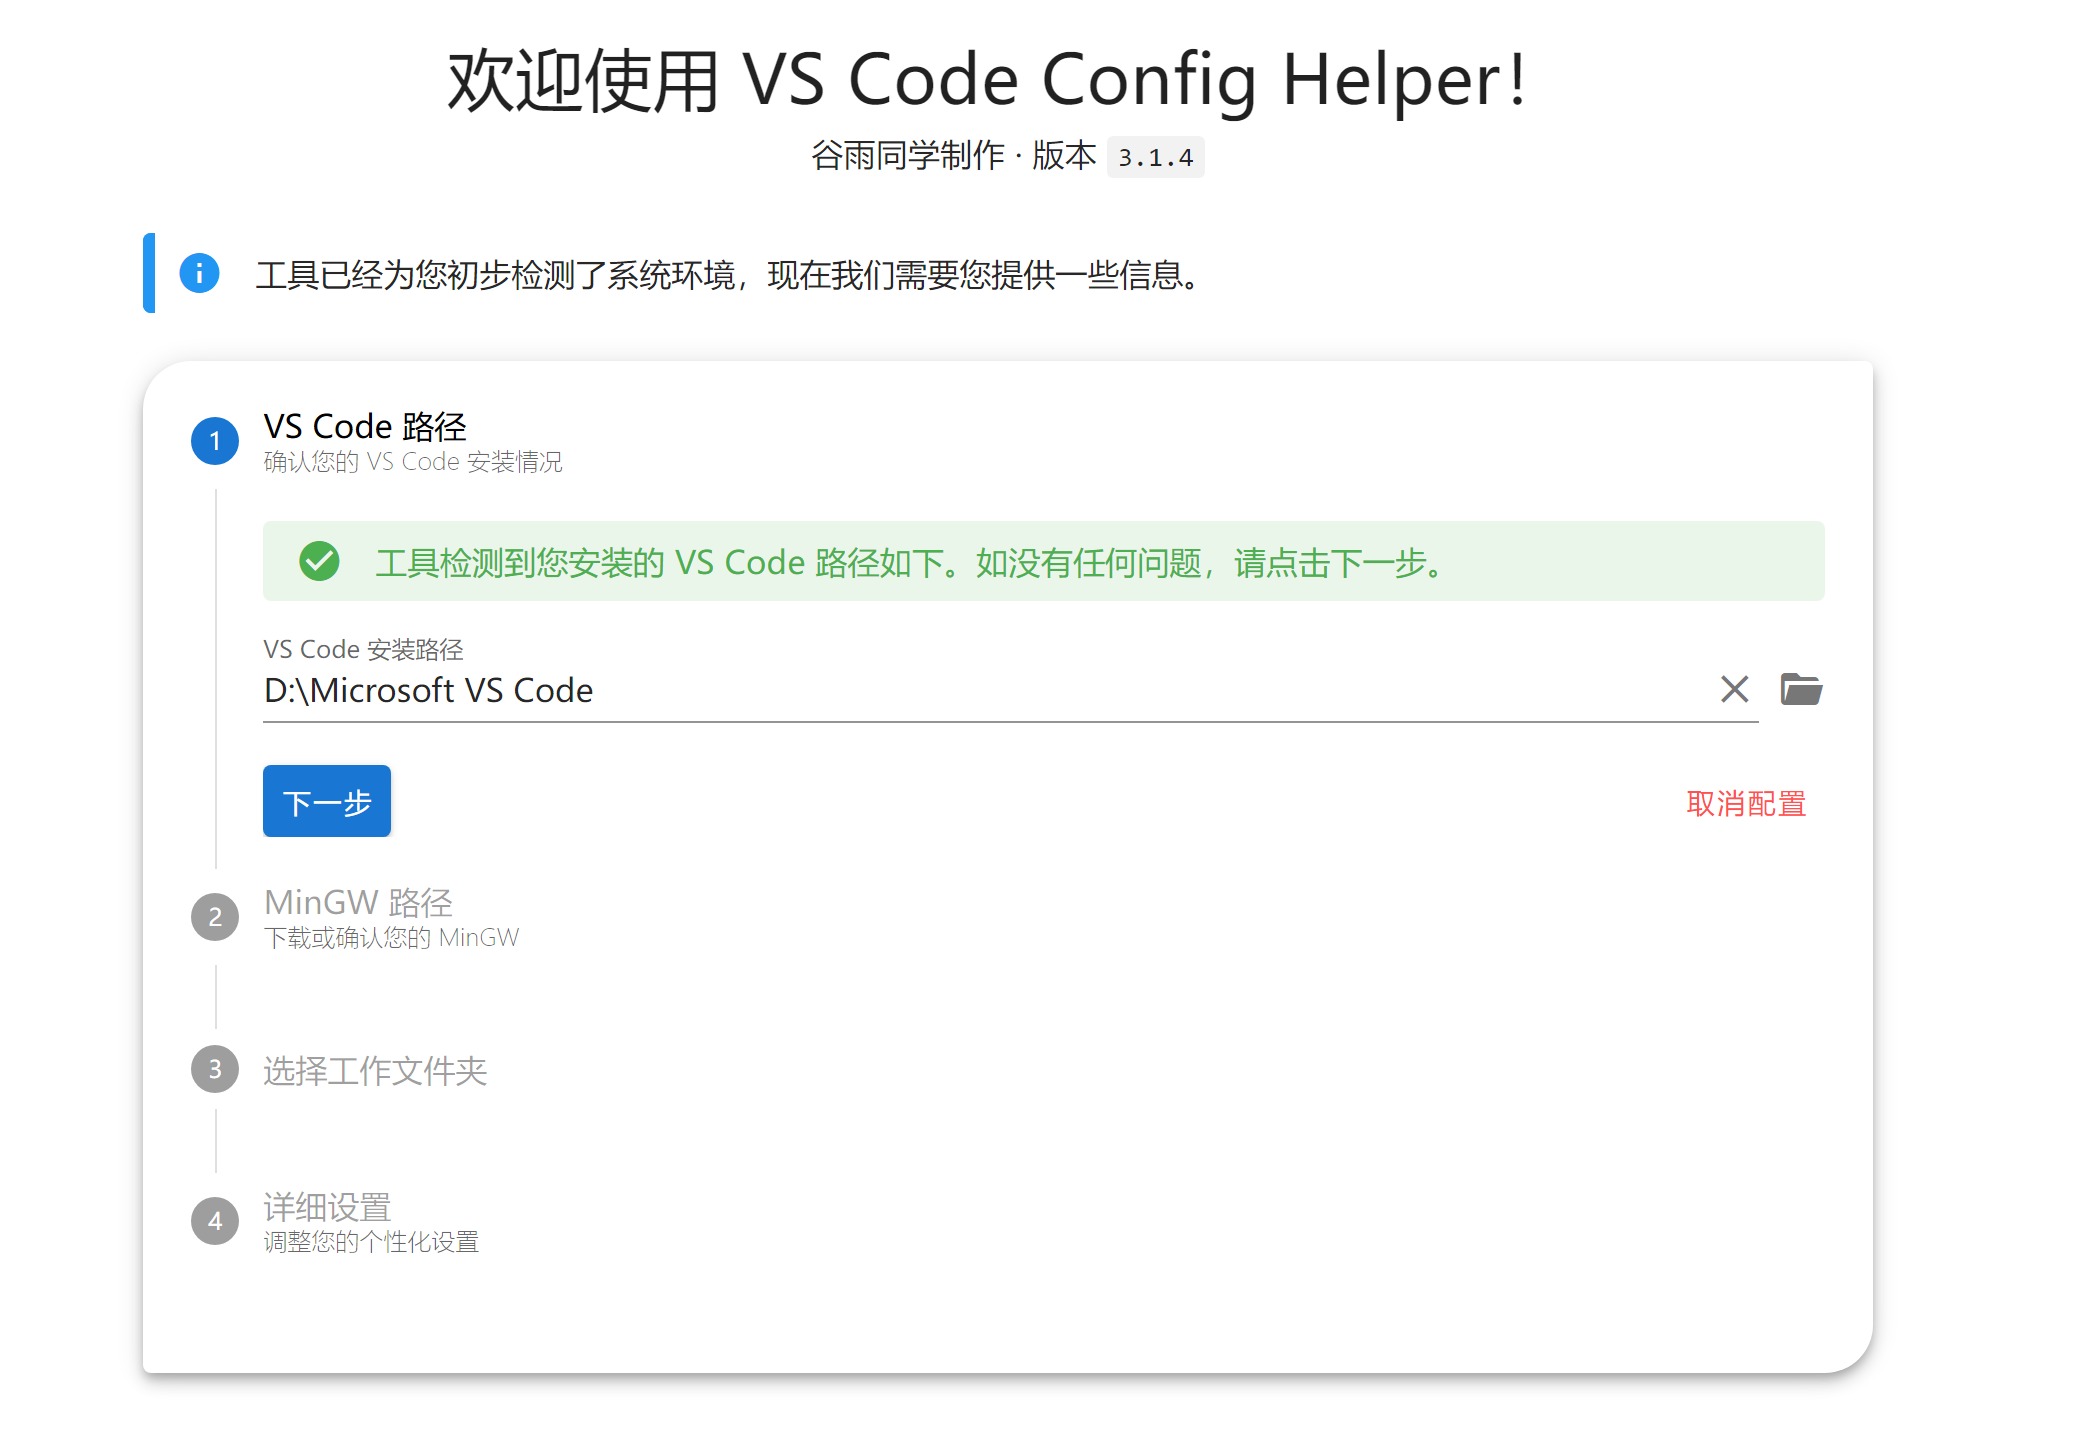 欢迎使用 VS Code Config Helper!
谷雨同学制作 · 版本 3.1.4
工具已经为您初步检测了系统环境，现在我们需要您提供一些信息。
1 VS Code 路径
确认您的 VS Code 安装情况
工具检测到您安装的 VS Code 路径如下。如没有任何问题，请点击下一步。
VS Code 安装路径
D:\Microsoft VS Code
下一步
取消配置
2 MinGW 路径
下载或确认您的 MinGW
3 选择工作文件夹
4 详细设置
调整您的个性化设置